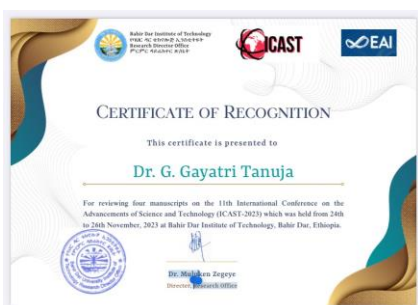 Bahir Dar Institute of Technology
Research Director Office
ICAST
EAI
CERTIFICATE OF RECOGNITION
This certificate is presented to
Dr. G. Gayatri Tanuja
For reviewing four manuscripts on the 11th International Conference on the
Advancements of Science and Technology (ICAST-2023) which was held from 24th
to 26th November, 2023 at Bahir Dar Institute of Technology, Bahir Dar, Ethiopia.
Dr. Zegeye
Director, Research Office